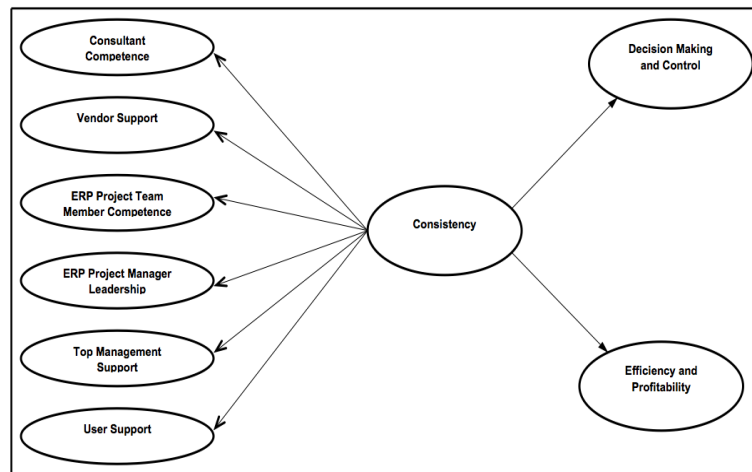 Consultant
Competence
Vendor Support
ERP Project Team
Member Competence
ERP Project Manager
Leadership
Top Management
Support
User Support
Consistency
Decision Making
and Control
Efficiency and
Profitability